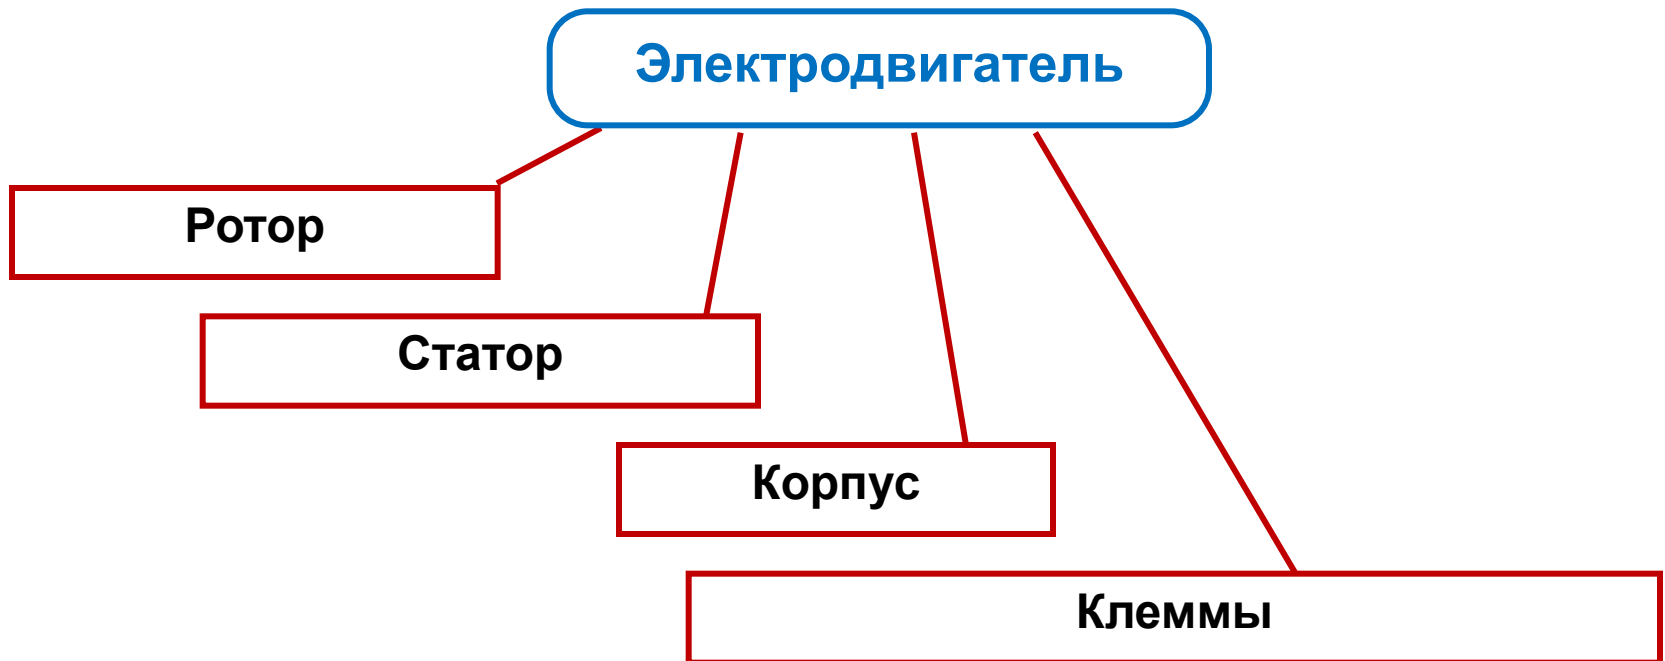 Электродвигатель
Ротор
Статор
Корпус
Клеммы